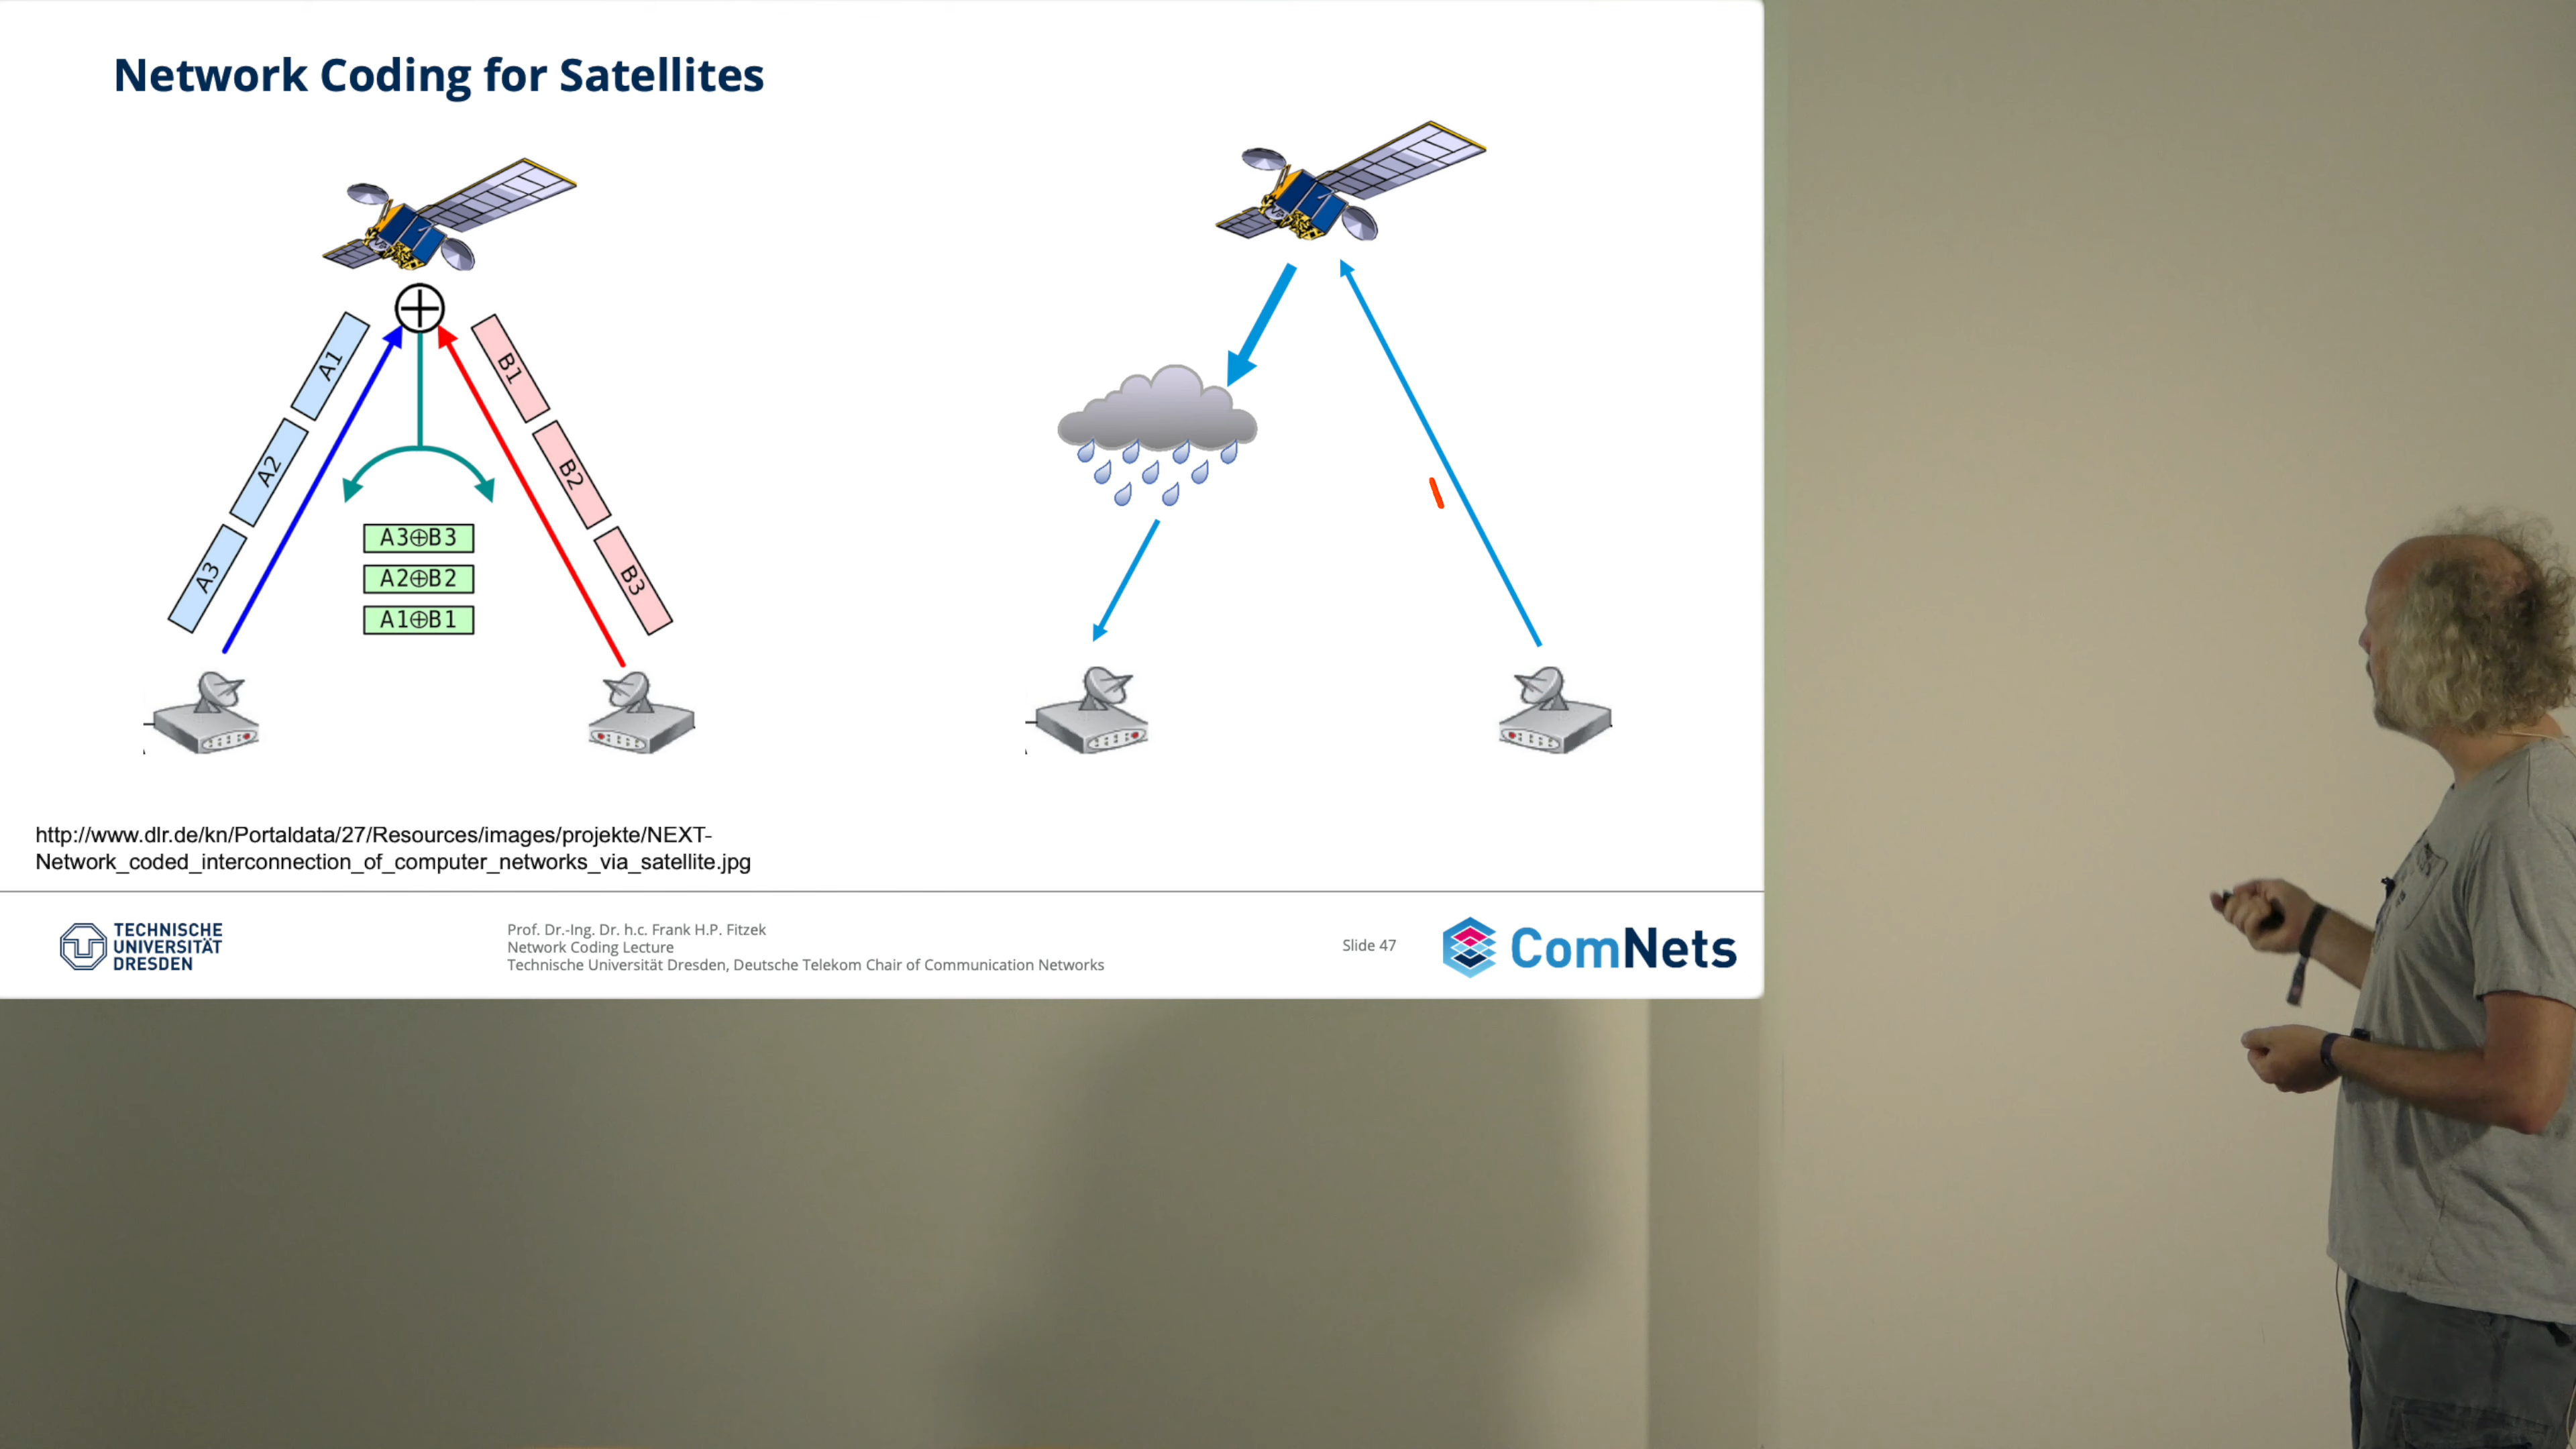 Network Coding for Satellites
A1
A2
A3
B1
B2
B3
A3⊕B3
A2⊕B2
A1⊕B1
http://www.dlr.de/kn/Portaldata/27/Resources/images/projekte/NEXT-
Network_coded_interconnection_of_computer_networks_via_satellite.jpg
TECHNISCHE
UNIVERSITÄT
DRESDEN
Prof. Dr.-Ing. Dr. h.c. Frank H.P. Fitzek
Network Coding Lecture
Technische Universität Dresden, Deutsche Telekom Chair of Communication Networks
Slide 47
ComNets